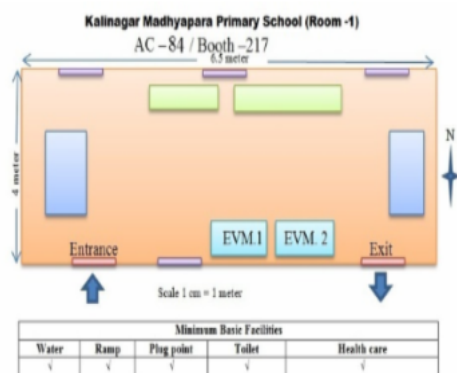 Kalinagar Madhyapara Primary School (Room -1)
AC – 84 / Booth –217
6.5 meter
4 meter
N
EVM.1 EVM. 2
Entrance Exit
Scale 1 cm = 1 meter
Minimum Basic Facilities
Water Ramp Plug point Toilet Health care
√ √ √ √ √